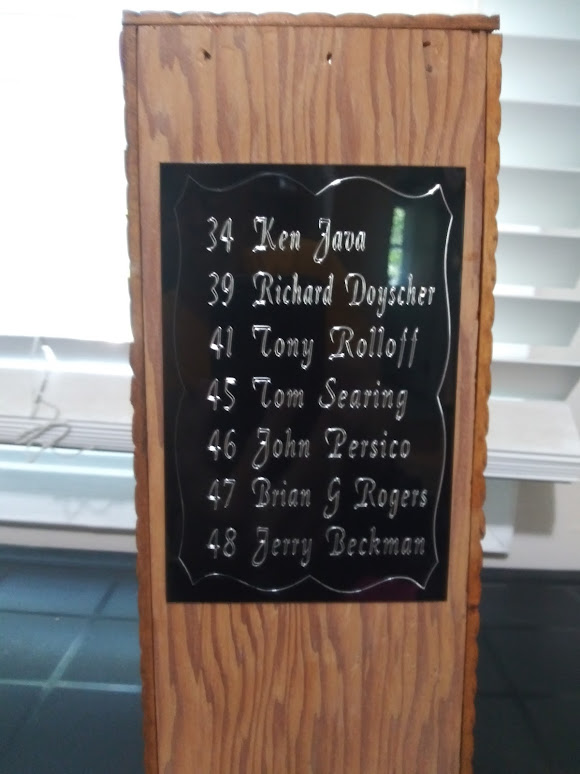 34 Ken Java
39 Richard Doyscher
41 Tony Rolloff
45 Tom Searing
46 John Persico
47 Brian G Rogers
48 Jerry Beckman